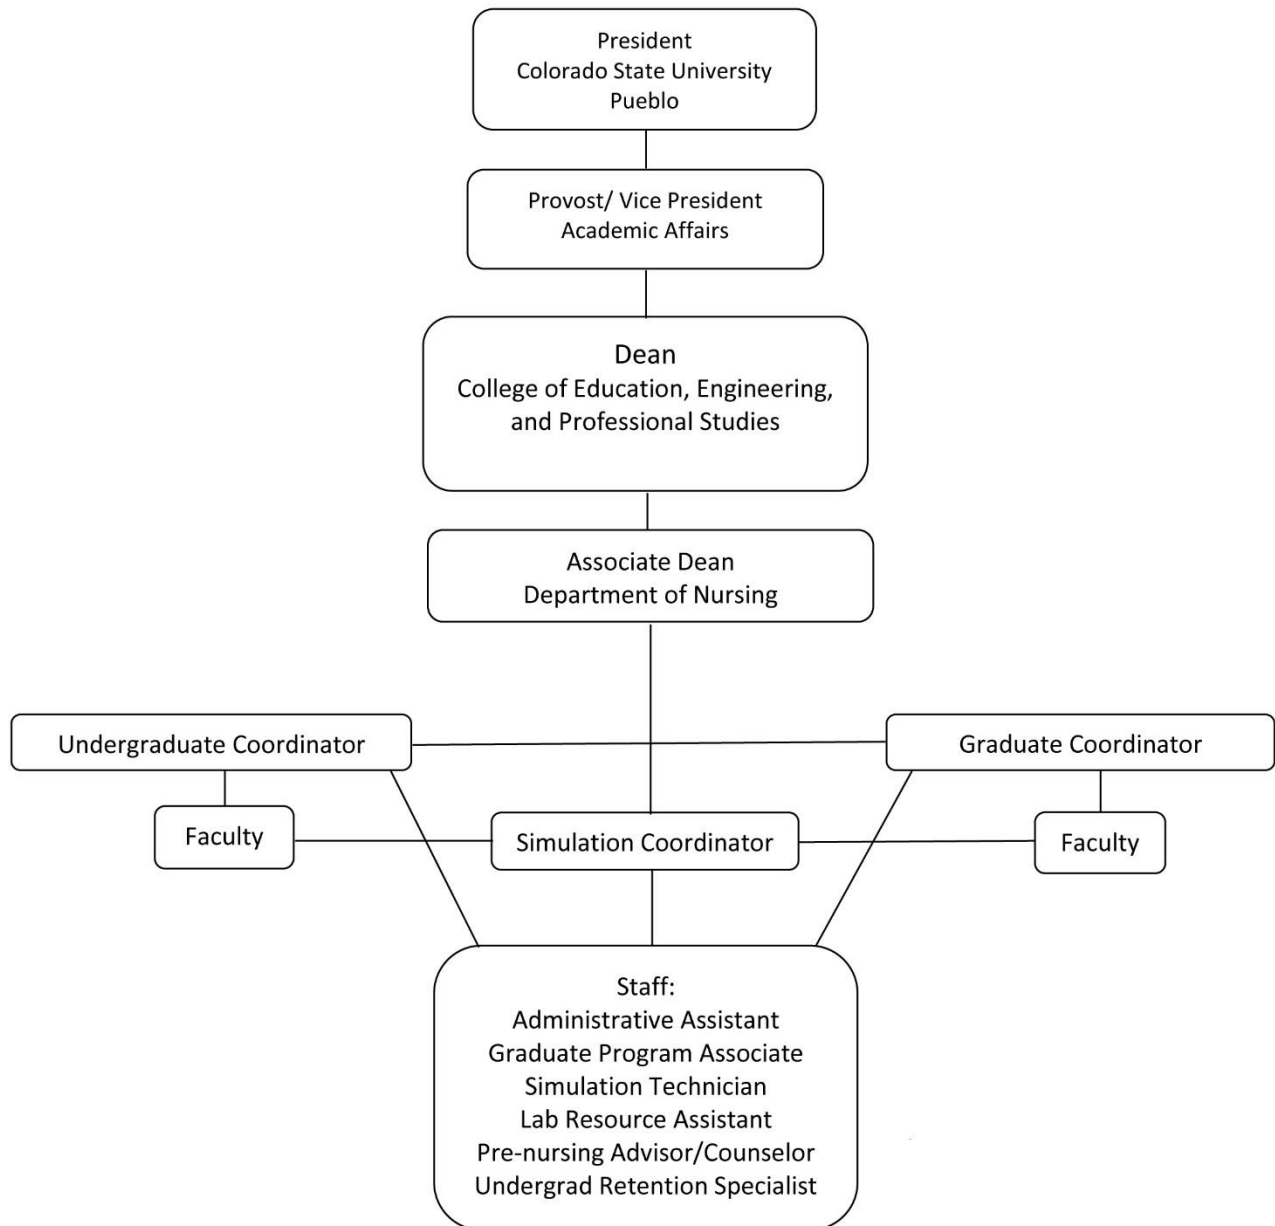 President
Colorado State University
Pueblo
Provost/ Vice President
Academic Affairs
Dean
College of Education, Engineering,
and Professional Studies
Associate Dean
Department of Nursing
Undergraduate Coordinator
Graduate Coordinator
Faculty
Simulation Coordinator
Faculty
Staff:
Administrative Assistant
Graduate Program Associate
Simulation Technician
Lab Resource Assistant
Pre-nursing Advisor/Counselor
Undergrad Retention Specialist